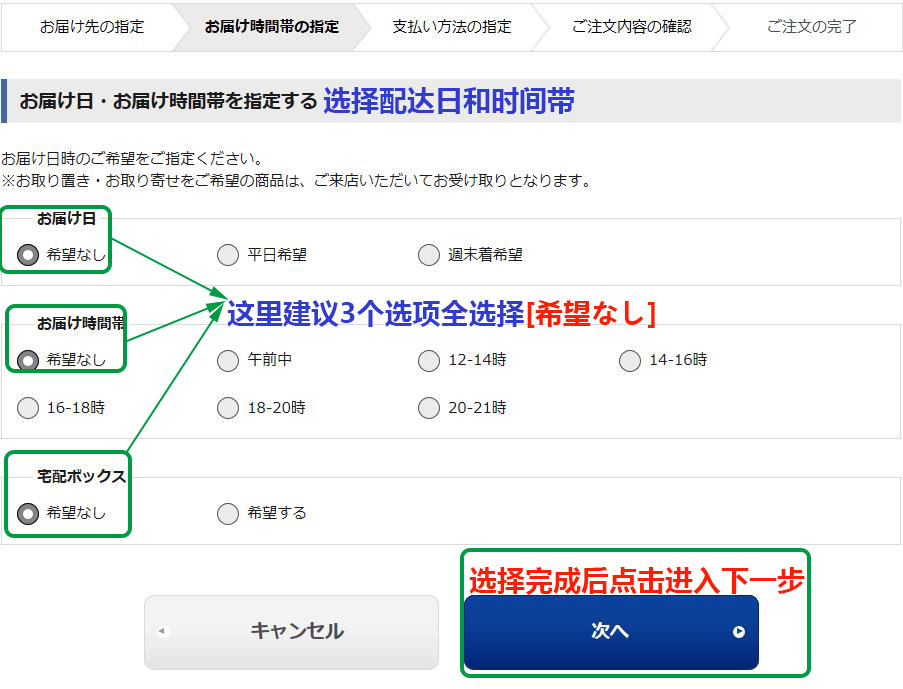 お届け先の指定 お届け時間帯の指定 支払い方法の指定 ご注文内容の確認 ご注文の完了
お届け日・お届け時間帯を指定する 选择配达日和时间带
お届け日時のご希望をご指定ください。
※お取り置き・お取り寄せをご希望の商品は、ご来店いただいてお受け取りとなります。
お届け日
希望なし 平日希望 週末着希望
这里建议3个选项全选择[希望なし]
お届け時間帯
希望なし 午前中 12-14時 14-16時
16-18時 18-20時 20-21時
宅配ボックス
希望なし 希望する
选择完成后点击进入下一步
キャンセル 次へ